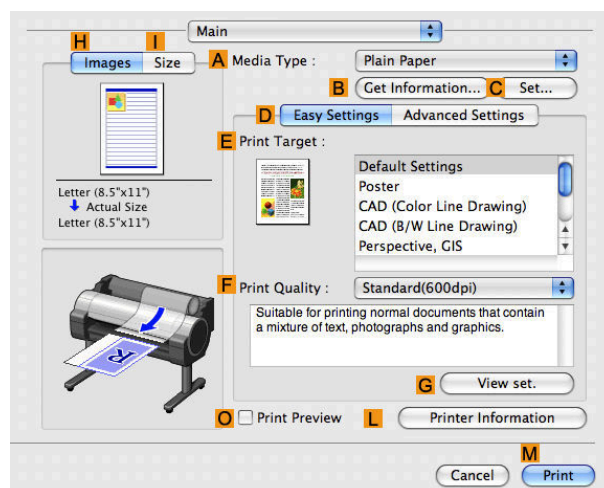 Main
H I
Images Size
A Media Type : Plain Paper
B Get Information... C Set...
D Easy Settings Advanced Settings
E Print Target :
Default Settings
Poster
CAD (Color Line Drawing)
CAD (B/W Line Drawing)
Perspective, GIS
Letter (8.5"x11")
Actual Size
Letter (8.5"x11")
F Print Quality : Standard(600dpi)
Suitable for printing normal documents that contain
a mixture of text, photographs and graphics.
R
G View set.
O Print Preview L Printer Information
M
Cancel Print